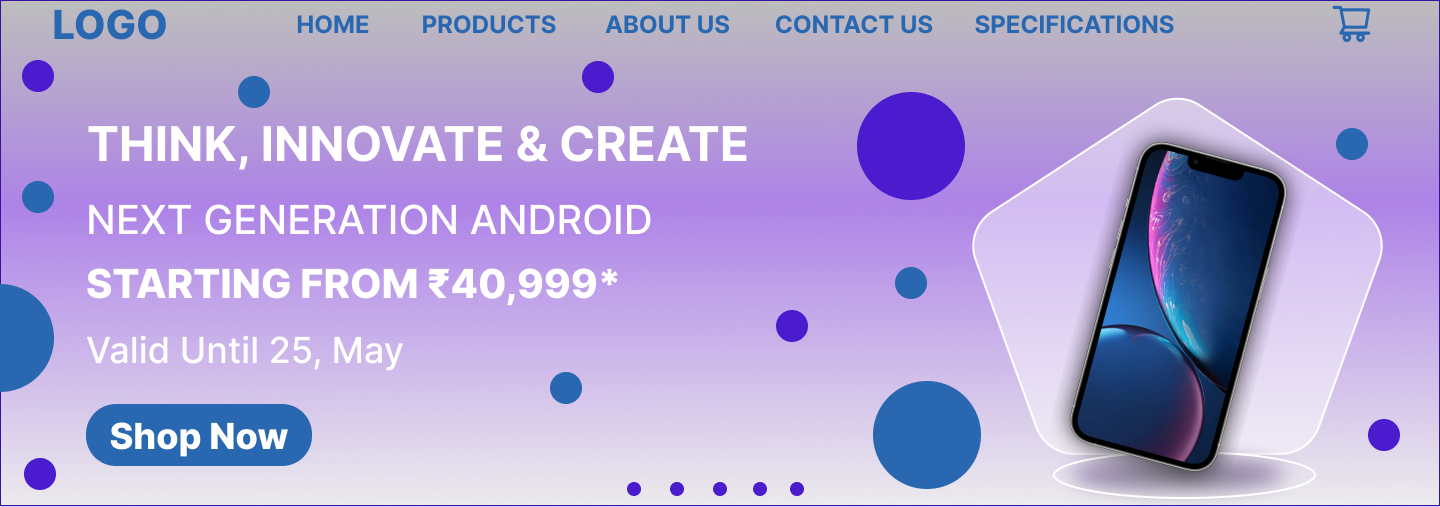 LOGO HOME PRODUCTS ABOUT US CONTACT US SPECIFICATIONS
THINK, INNOVATE & CREATE
NEXT GENERATION ANDROID
STARTING FROM ₹40,999*
Valid Until 25, May
Shop Now